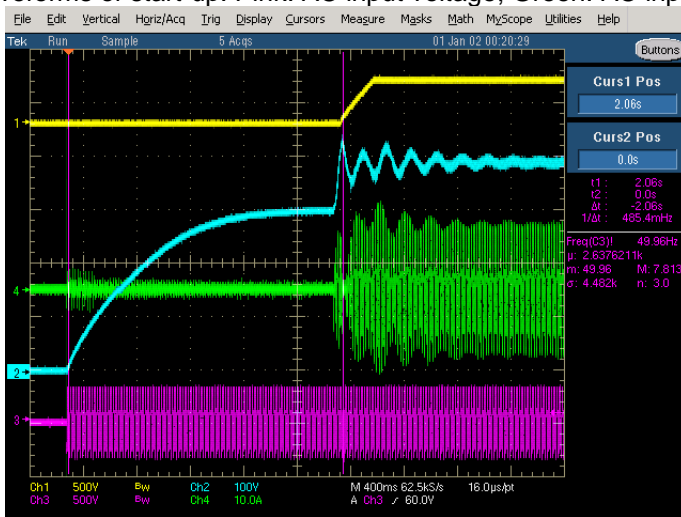 File Edit Vertical Horiz/Acq Trig Display Cursors Measure Masks Math MyScope Utilities Help
Tek Run Sample 5 Acqs 01 Jan 02 00:20:29
Buttons
Curs1 Pos
2.06s
Curs2 Pos
0.0s
t1 : 2.06s
t2 : 0.0s
Δt : -2.06s
1/Δt : 485.4mHz
Freq(C3)! 49.96Hz
μ: 2.6376211k
m: 49.96 M: 7.813
σ: 4.482k n: 3.0
1
4
2
3
Ch1 500V Bw Ch2 100V M 400ms 62.5kS/s 16.0μs/pt
Ch3 500V Bw Ch4 10.0A A Ch3 / 60.0V